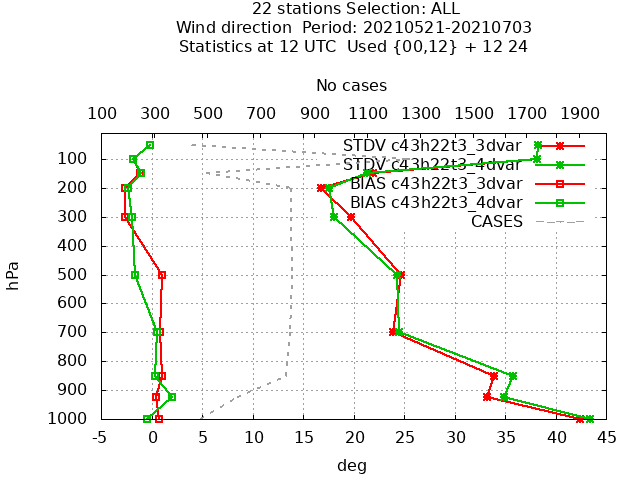 22 stations Selection: ALL
Wind direction  Period: 20210521-20210703
Statistics at 12 UTC  Used {00,12} + 12 24
No cases
100 300 500 700 900 1100 1300 1500 1700 1900
STDV c43h22t3_3dvar
STDV c43h22t3_4dvar
BIAS c43h22t3_3dvar
BIAS c43h22t3_4dvar
CASES
hPa
100
200
300
400
500
600
700
800
900
1000
-5 0 5 10 15 20 25 30 35 40 45
deg